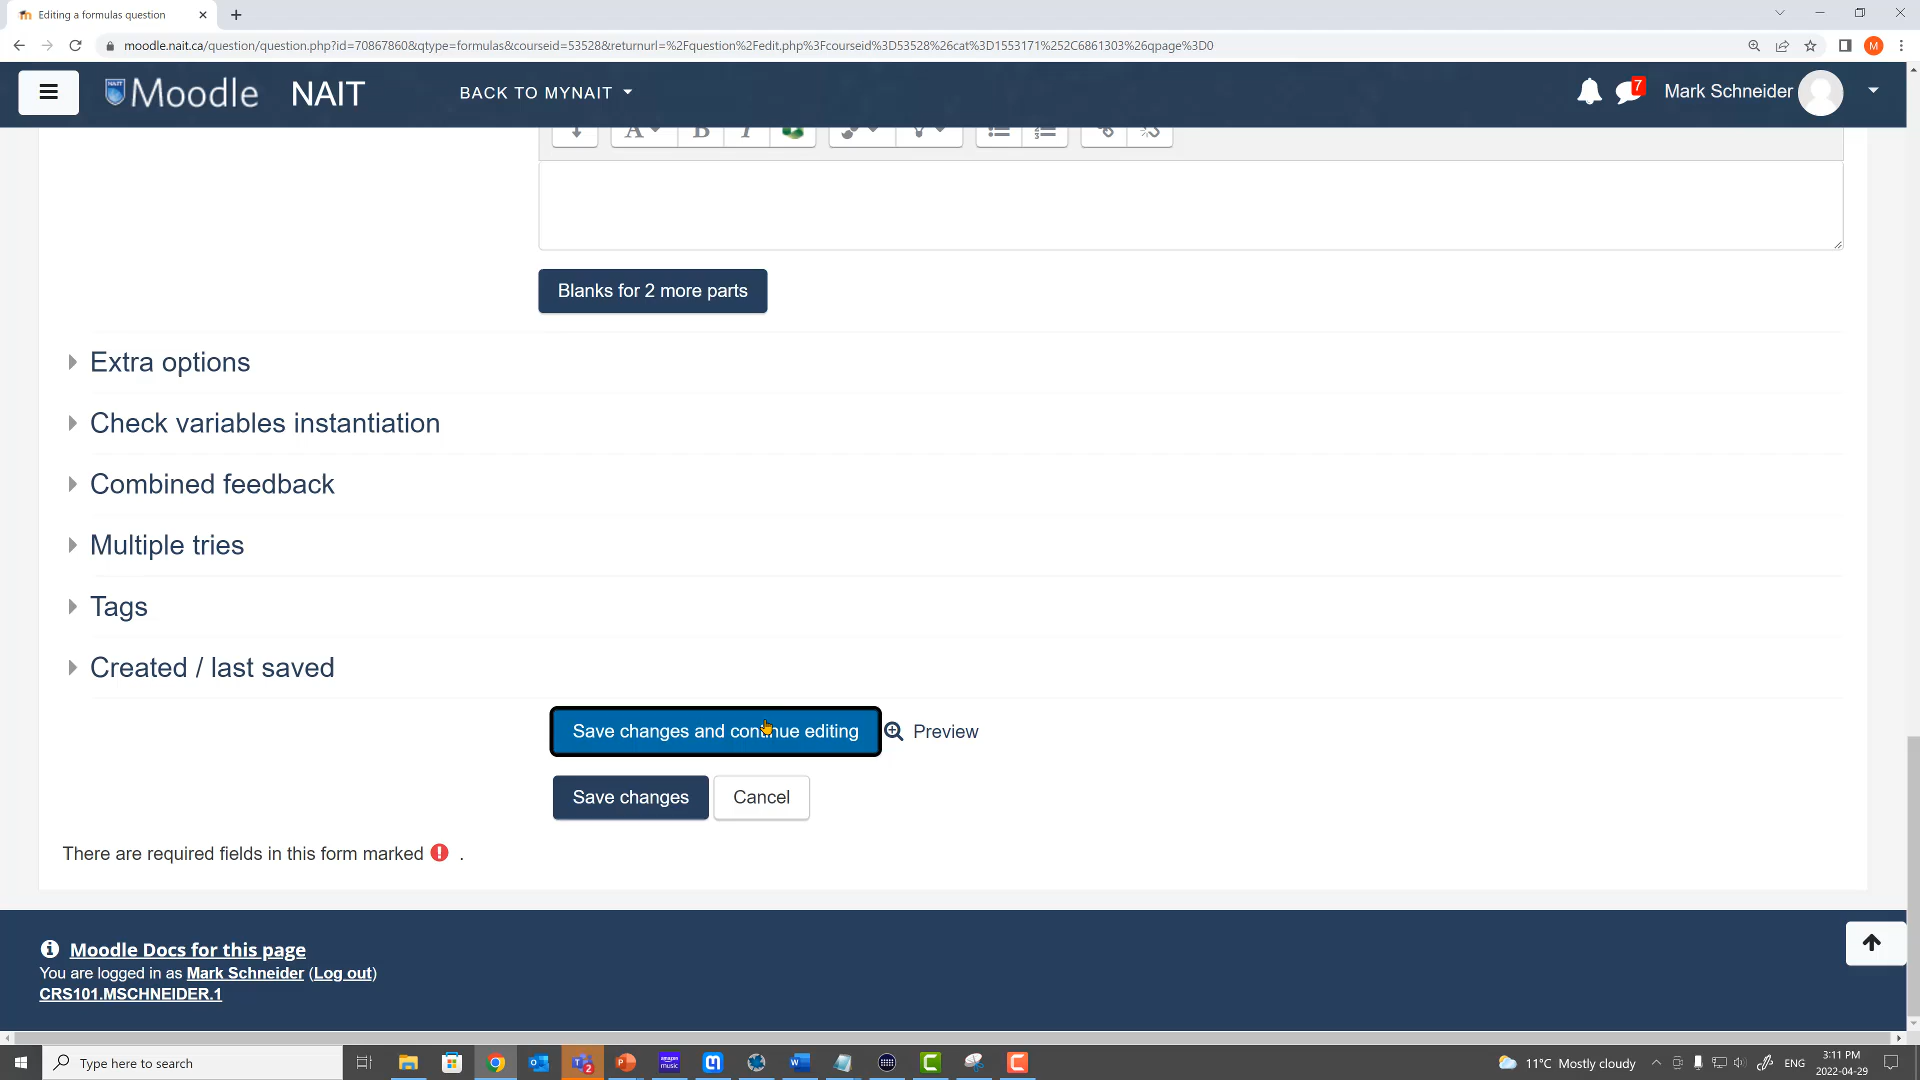 Editing a formulas question
moodle.nait.ca/question/question.php?id=70867860&qtype=formulas&courseid=53528&returnurl=%2Fquestion%2Fedit.php%3Fcourseid%3D53528%26cat%3D1553171%252C6861303%26qpage%3D0
M
Moodle NAIT BACK TO MYNAIT 7 Mark Schneider
Blanks for 2 more parts
Extra options
Check variables instantiation
Combined feedback
Multiple tries
Tags
Created / last saved
Save changes and continue editing Preview
Save changes Cancel
There are required fields in this form marked .
Moodle Docs for this page
You are logged in as Mark Schneider (Log out)
CRS101.MSCHNEIDER.1
Type here to search
11°C Mostly cloudy
ENG
3:11 PM
2022-04-29